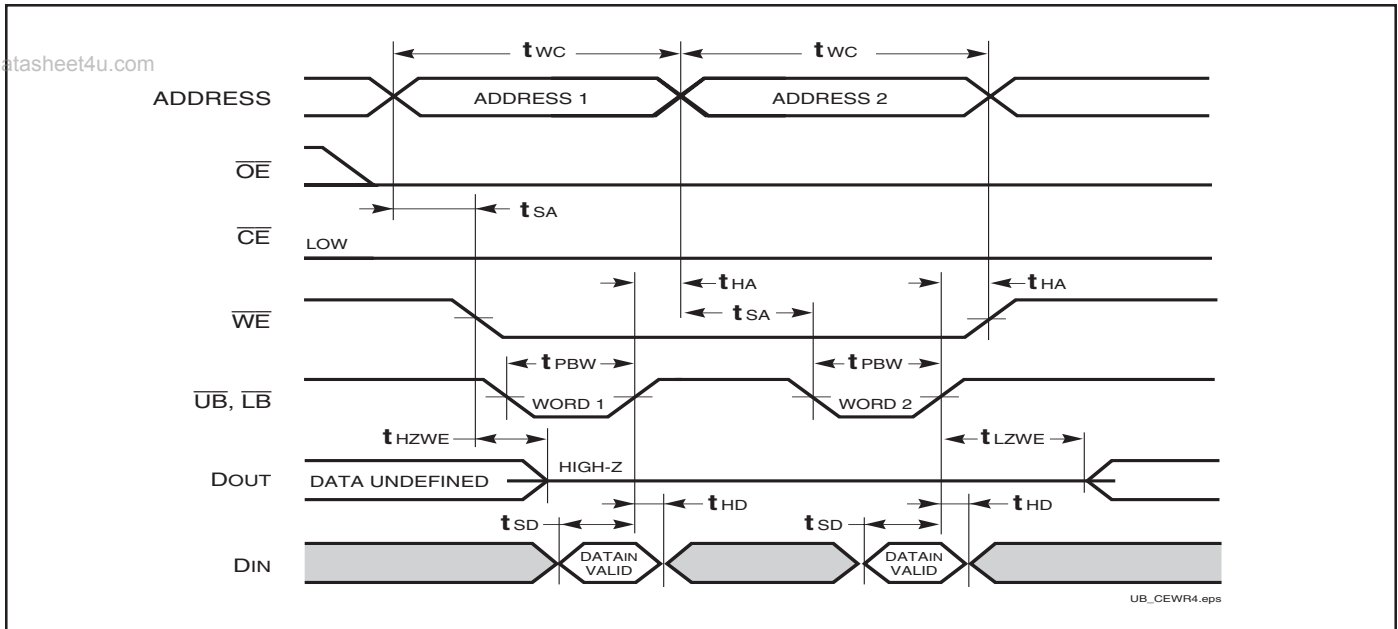 tWC tWC
atasheet4u.com
ADDRESS ADDRESS 1 ADDRESS 2
OE
tSA
CE LOW
tHA tHA
WE tSA
tPBW tPBW
UB, LB WORD 1 WORD 2
tHZWE tLZWE
DOUT DATA UNDEFINED HIGH-Z
tSD tHD tSD tHD
DIN DATAIN VALID DATAIN VALID
UB_CEWR4.eps